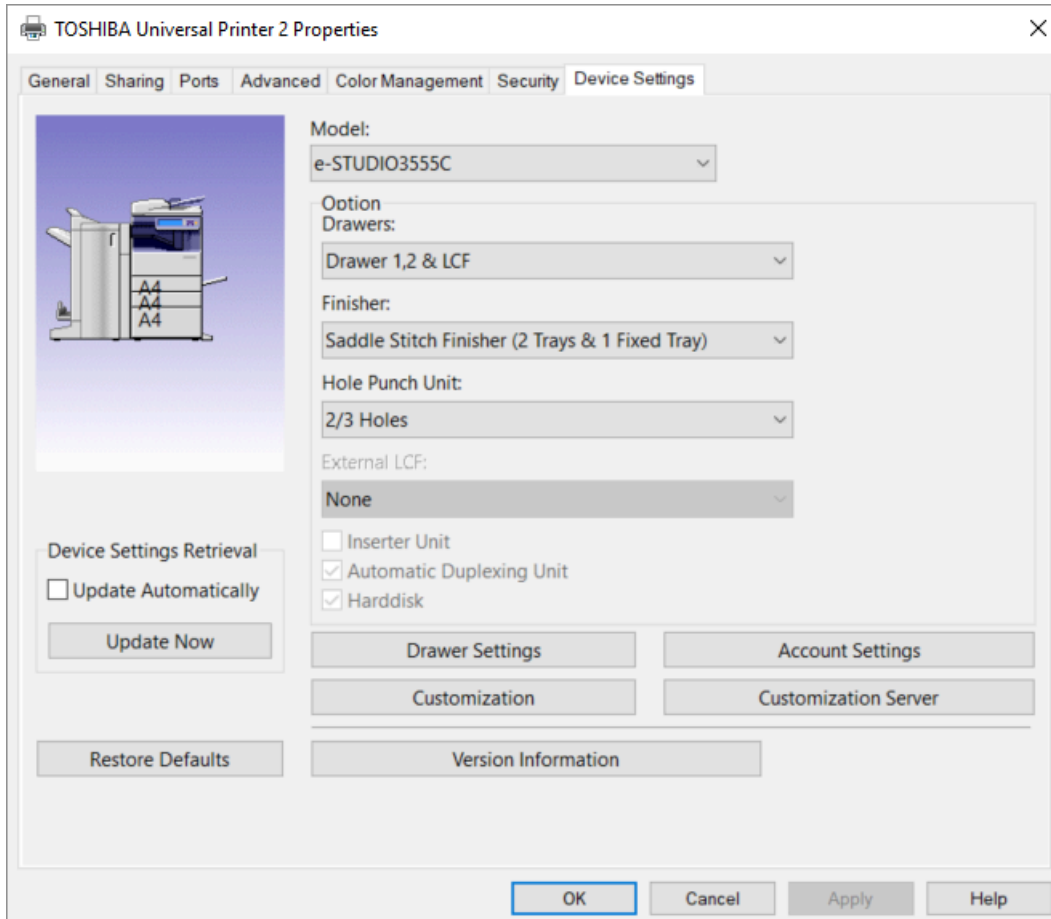 TOSHIBA Universal Printer 2 Properties
General Sharing Ports Advanced Color Management Security Device Settings
A4
A4
A4
Model:
e-STUDIO3555C
Option
Drawers:
Drawer 1,2 & LCF
Finisher:
Saddle Stitch Finisher (2 Trays & 1 Fixed Tray)
Hole Punch Unit:
2/3 Holes
External LCF:
None
Inserter Unit
Automatic Duplexing Unit
Harddisk
Device Settings Retrieval
Update Automatically
Update Now
Drawer Settings Account Settings
Customization Customization Server
Restore Defaults Version Information
OK Cancel Apply Help